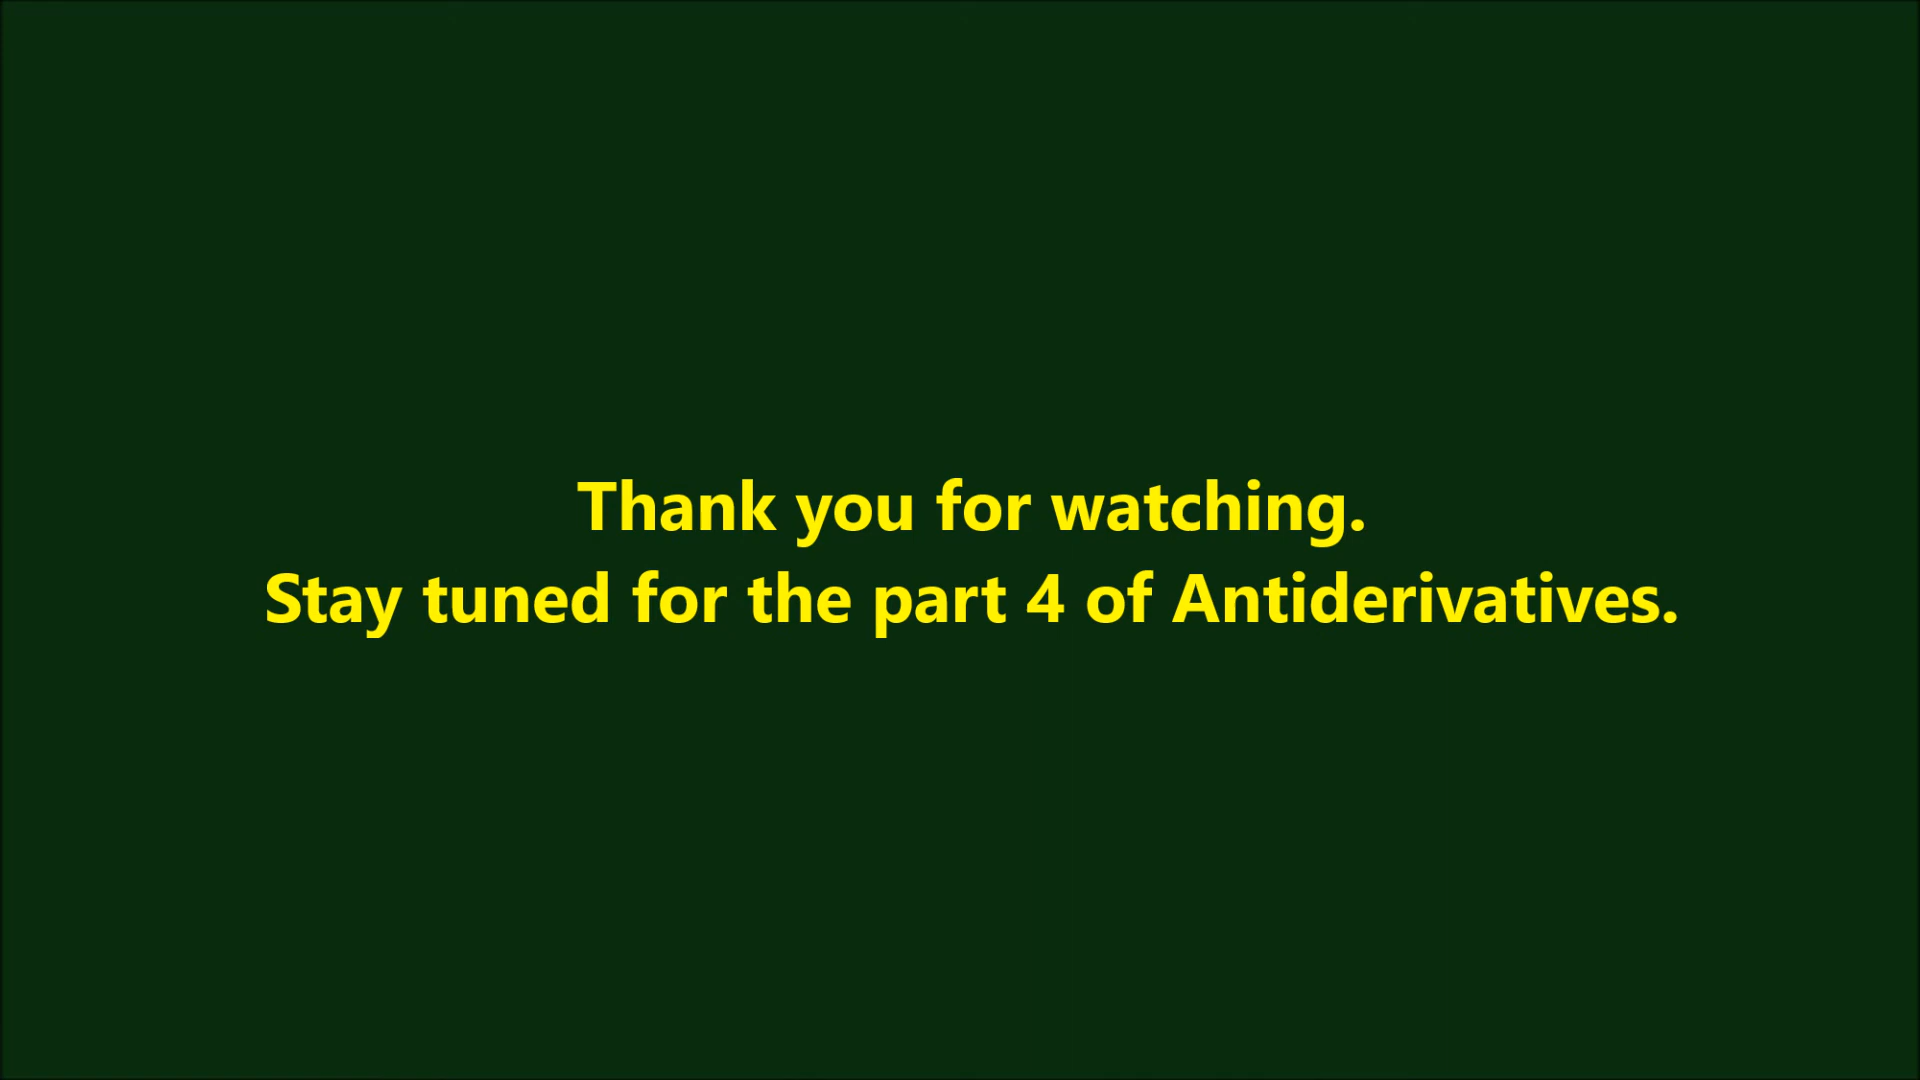 Thank you for watching.
Stay tuned for the part 4 of Antiderivatives.